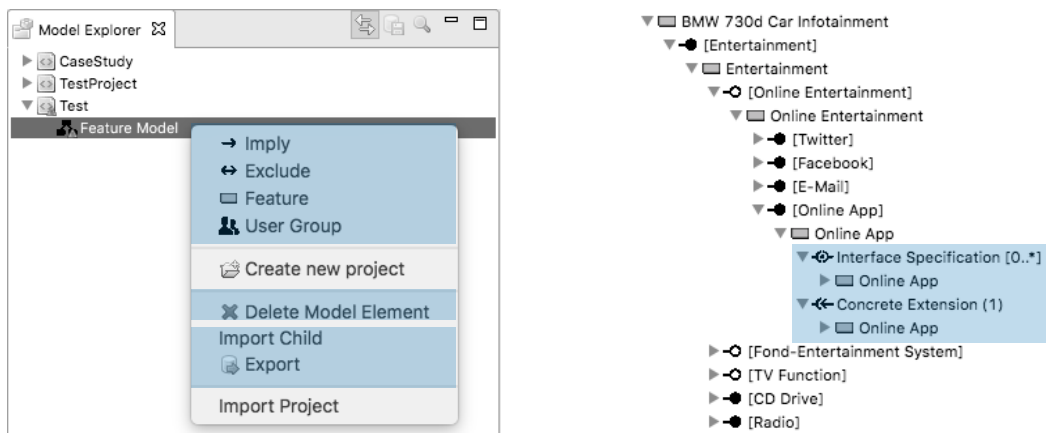 Model Explorer
CaseStudy
TestProject
Test
Feature Model
Imply
Exclude
Feature
User Group
Create new project
Delete Model Element
Import Child
Export
Import Project
BMW 730d Car Infotainment
[Entertainment]
Entertainment
[Online Entertainment]
Online Entertainment
[Twitter]
[Facebook]
[E-Mail]
[Online App]
Online App
Interface Specification [0..*]
Online App
Concrete Extension (1)
Online App
[Fond-Entertainment System]
[TV Function]
[CD Drive]
[Radio]